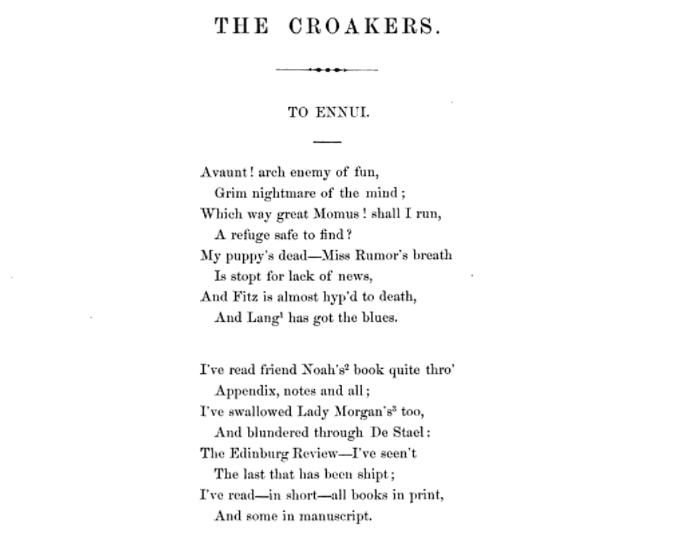 THE CROAKERS.
TO ENNUI.
Avaunt! arch enemy of fun,
Grim nightmare of the mind;
Which way great Momus! shall I run,
A refuge safe to find?
My puppy's dead—Miss Rumor's breath
Is stopt for lack of news,
And Fitz is almost hyp'd to death,
And Lang¹ has got the blues.
I've read friend Noah's² book quite thro'
Appendix, notes and all;
I've swallowed Lady Morgan's³ too,
And blundered through De Stael:
The Edinburg Review—I've seen't
The last that has been shipt;
I've read—in short—all books in print,
And some in manuscript.